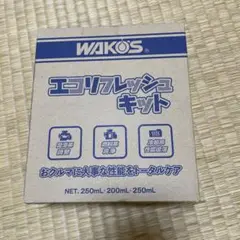 WAKO'S®
エコリフレッシュ
キット
おクルマに大事な性能をトータルケア
NET. 250mL・200mL・250mL